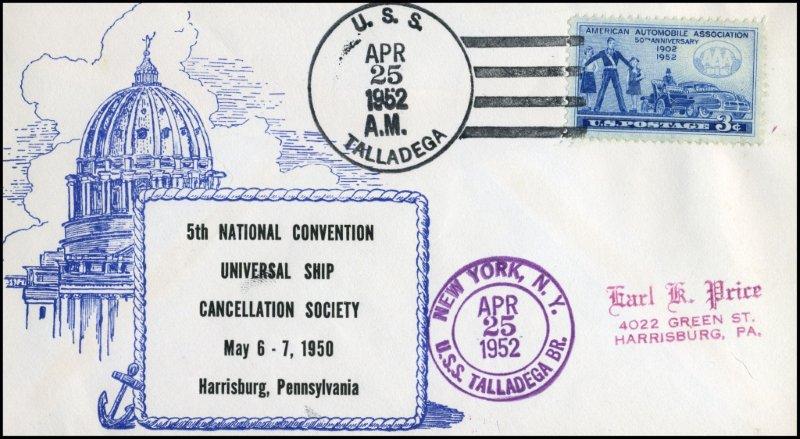 U. S. S.
APR
25
1952
A.M.
TALLADEGA
AMERICAN AUTOMOBILE ASSOCIATION
50TH ANNIVERSARY
1902
1952
AAA
U.S. POSTAGE 3¢
5th NATIONAL CONVENTION
UNIVERSAL SHIP
CANCELLATION SOCIETY
May 6 - 7, 1950
Harrisburg, Pennsylvania
NEW YORK, N. Y.
APR
25
1952
U.S.S. TALLADEGA BR.
Earl K. Price
4022 GREEN ST.
HARRISBURG, PA.